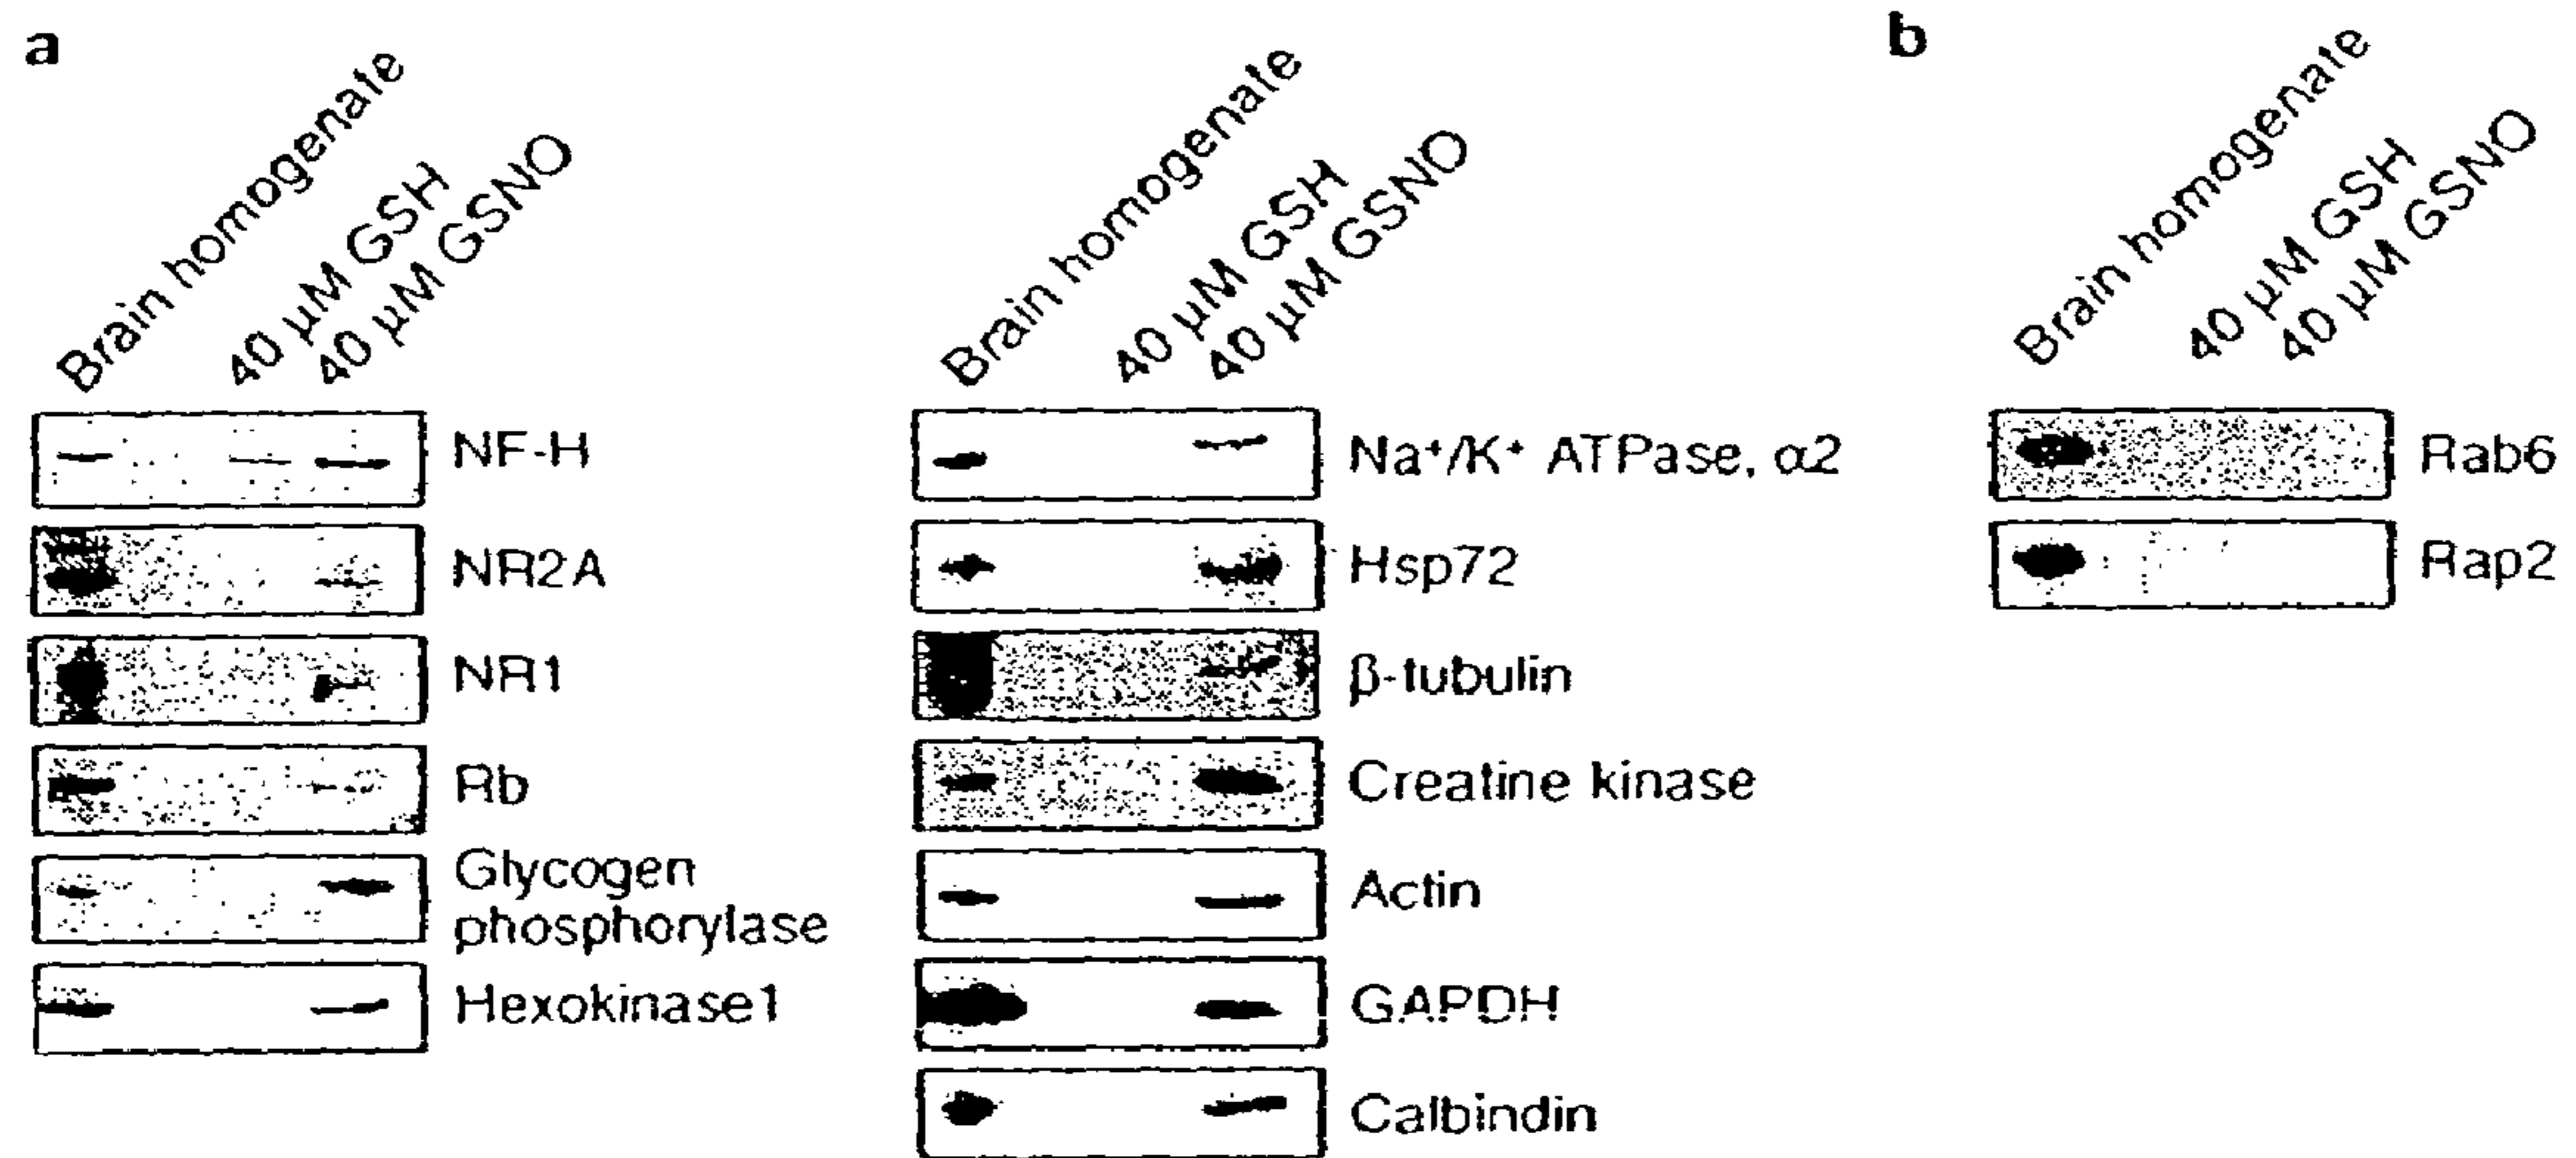 a
Brain homogenate
40 µM GSH
40 µM GSNO
NF-H
NR2A
NR1
Rb
Glycogen
phosphorylase
Hexokinase1
Brain homogenate
40 µM GSH
40 µM GSNO
Na⁺/K⁺ ATPase, α2
Hsp72
β-tubulin
Creatine kinase
Actin
GAPDH
Calbindin
b
Brain homogenate
40 µM GSH
40 µM GSNO
Rab6
Rap2